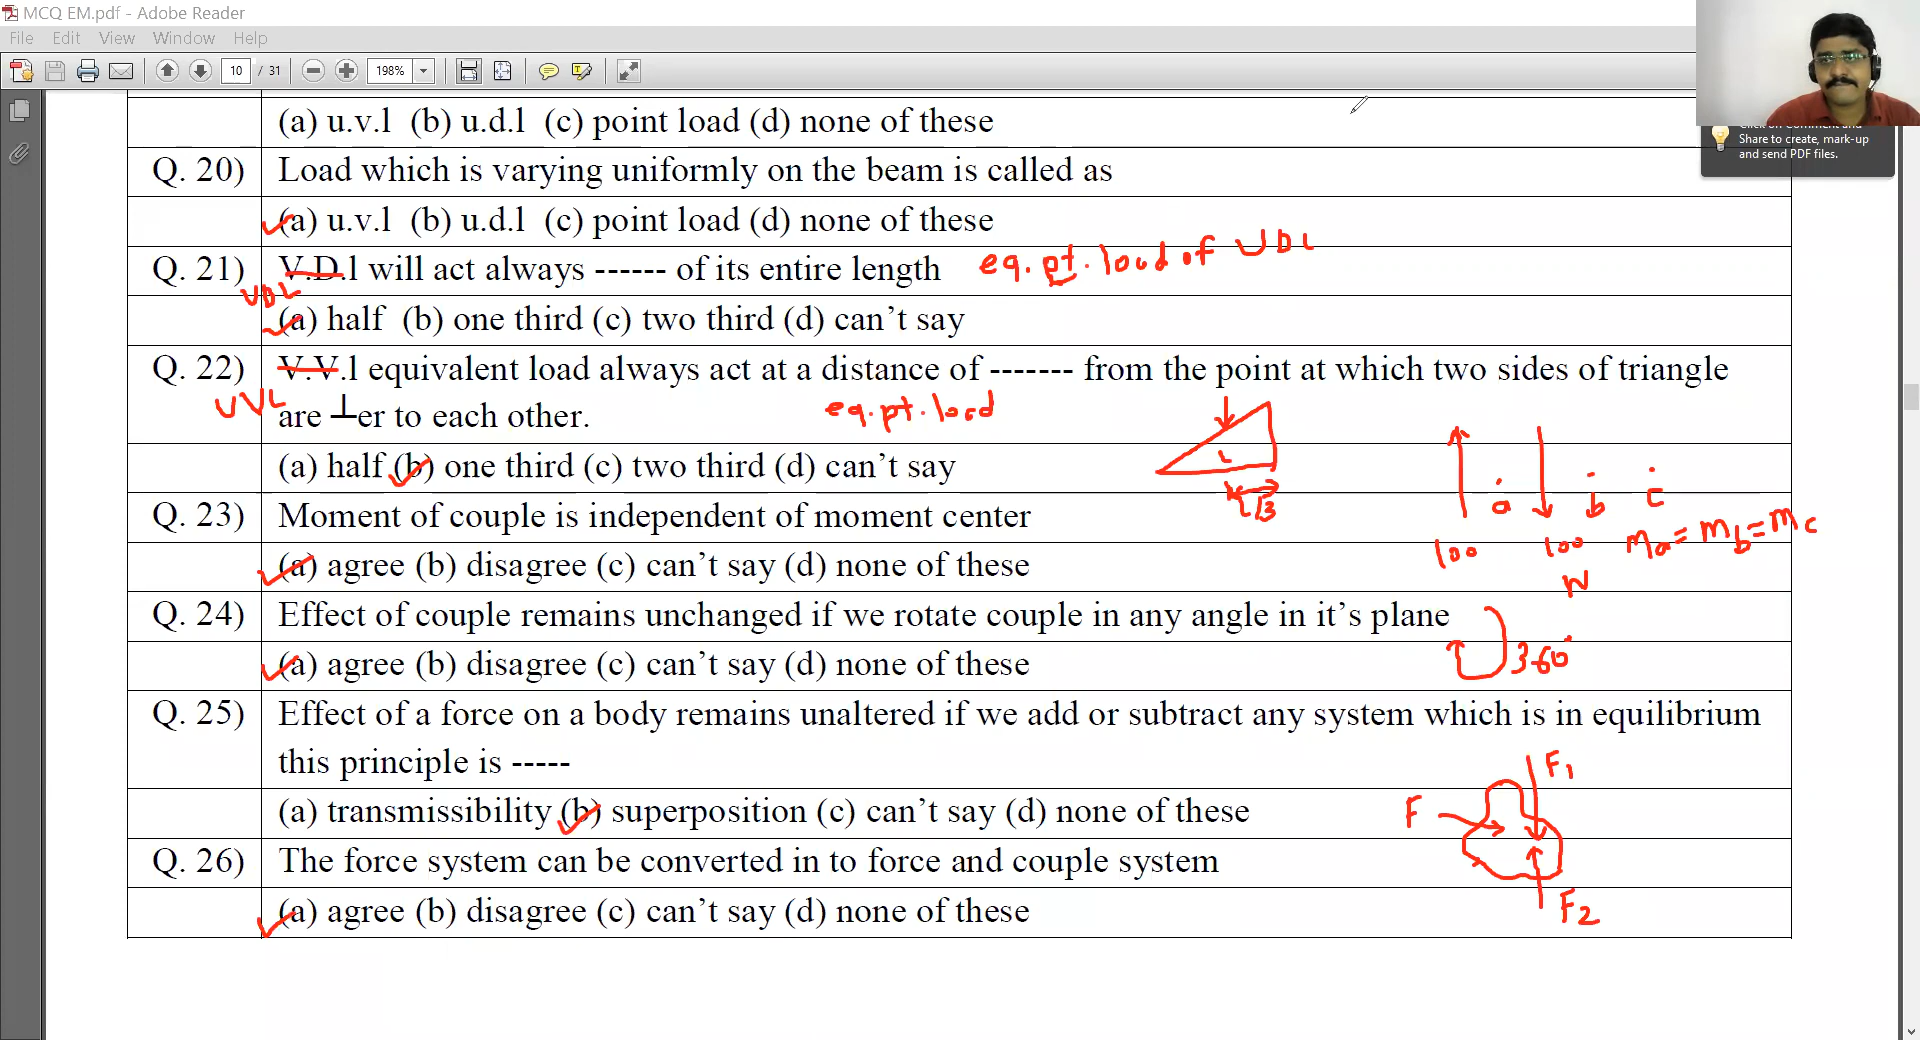 MCQ EM.pdf - Adobe Reader
File Edit View Window Help
10 / 31 198%
Share to create, mark-up
and send PDF files.
(a) u.v.l (b) u.d.l (c) point load (d) none of these
Q. 20) Load which is varying uniformly on the beam is called as
(a) u.v.l (b) u.d.l (c) point load (d) none of these
Q. 21) V.D.l will act always ------ of its entire length eq.pt.load of UDL
UDL
(a) half (b) one third (c) two third (d) can't say
Q. 22) V.V.l equivalent load always act at a distance of ------- from the point at which two sides of triangle
UVL are ⊥er to each other. eq.pt.load
(a) half (b) one third (c) two third (d) can't say
L
L/3
a b c
100 100 Ma = Mb = Mc
N
Q. 23) Moment of couple is independent of moment center
(a) agree (b) disagree (c) can't say (d) none of these
Q. 24) Effect of couple remains unchanged if we rotate couple in any angle in it's plane
360°
(a) agree (b) disagree (c) can't say (d) none of these
Q. 25) Effect of a force on a body remains unaltered if we add or subtract any system which is in equilibrium
this principle is -----
F1
F
(a) transmissibility (b) superposition (c) can't say (d) none of these
Q. 26) The force system can be converted in to force and couple system
F2
(a) agree (b) disagree (c) can't say (d) none of these